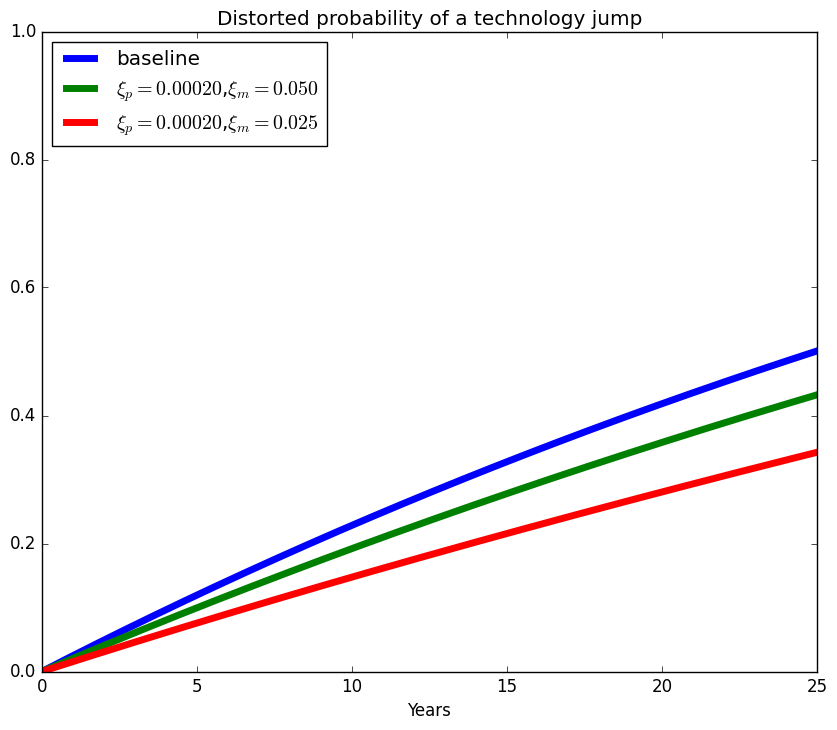 Distorted probability of a technology jump
1.0
baseline
ξp = 0.00020,ξm = 0.050
ξp = 0.00020,ξm = 0.025
0.8
0.6
0.4
0.2
0.0
0 5 10 15 20 25
Years